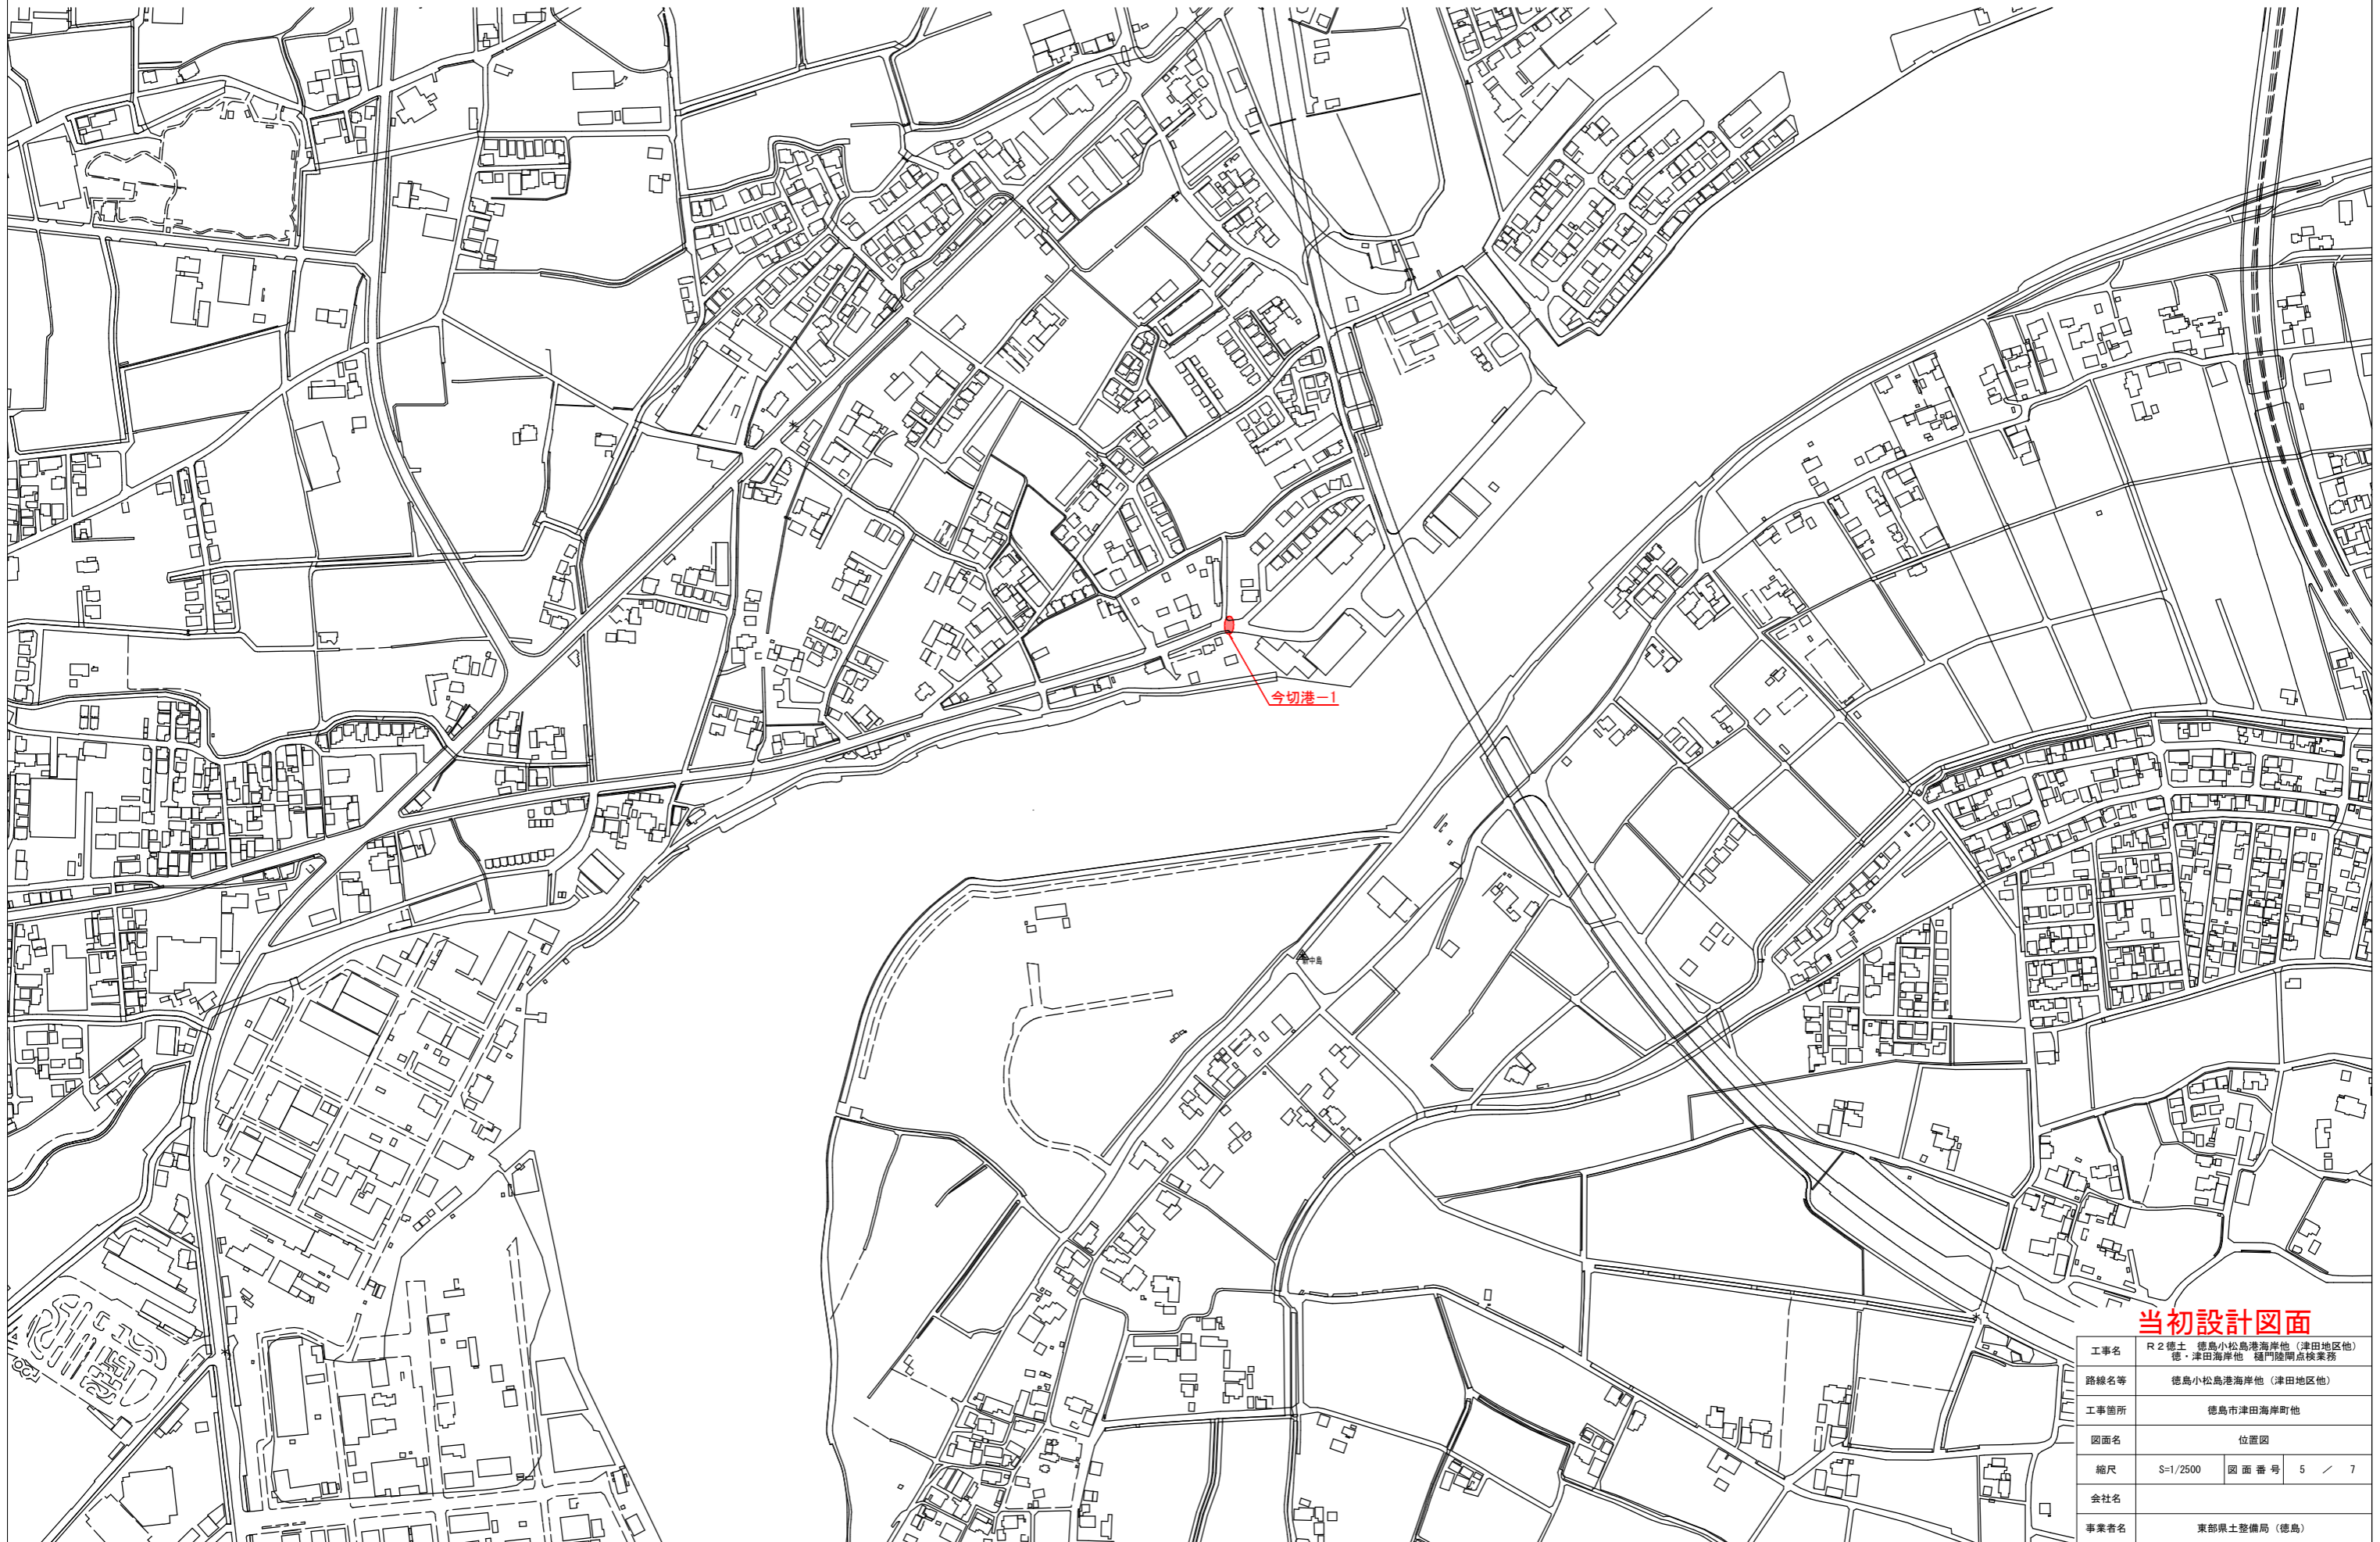 今切港－1
新中島
当初設計図面
工事名
R2徳土 徳島小松島港海岸他（津田地区他）
徳・津田海岸他 樋門陸閘点検業務
路線名等
徳島小松島港海岸他（津田地区他）
工事箇所
徳島市津田海岸町他
図面名
位置図
縮尺 S=1/2500 図面番号 5 ／ 7
会社名
事業者名
東部県土整備局（徳島）